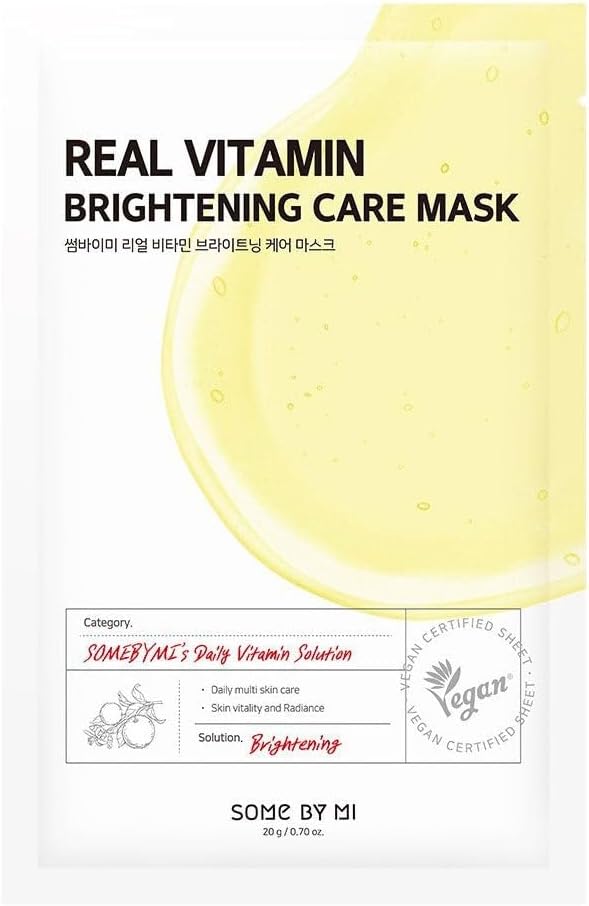 REAL VITAMIN
BRIGHTENING CARE MASK
썸바이미 리얼 비타민 브라이트닝 케어 마스크
Category.
SOMEBYMI's Daily Vitamin Solution
· Daily multi skin care
· Skin vitality and Radiance
Solution. Brightening
VEGAN CERTIFIED SHEET · VEGAN CERTIFIED SHEET ·
Vegan®
SOME BY MI
20 g / 0.70 oz.